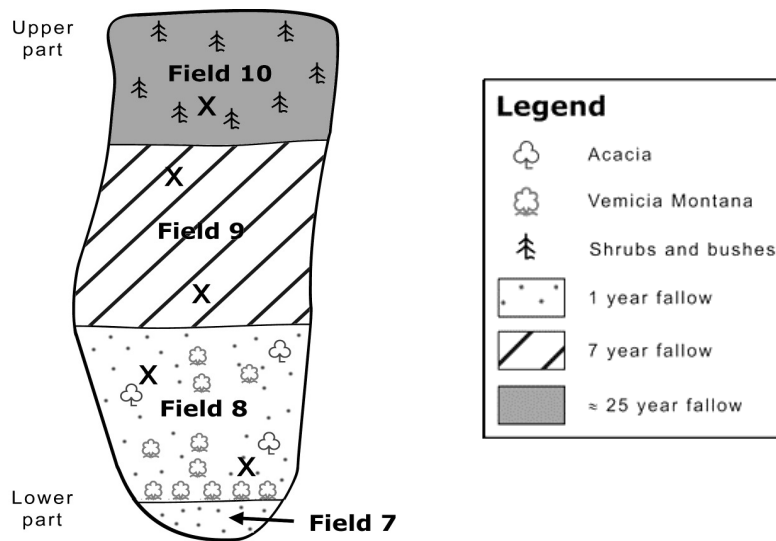 Upper
part
Field 10
X
X
Field 9
X
X
Field 8
X
Lower
part
Field 7
Legend
Acacia
Vemicia Montana
Shrubs and bushes
1 year fallow
7 year fallow
≈ 25 year fallow